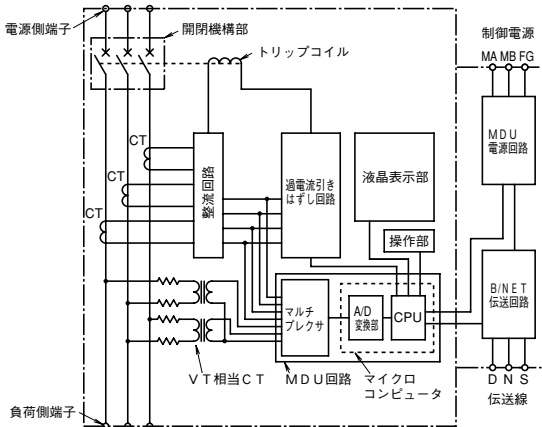 電源側端子
開閉機構部
トリップコイル
制御電源
MA MB FG
CT
CT
CT
整流回路
過電流引き
はずし回路
液晶表示部
操作部
MDU
電源回路
B/NET
伝送回路
マルチ
プレクサ
A/D
変換部
CPU
VT相当CT
MDU回路
マイクロ
コンピュータ
D N S
伝送線
負荷側端子